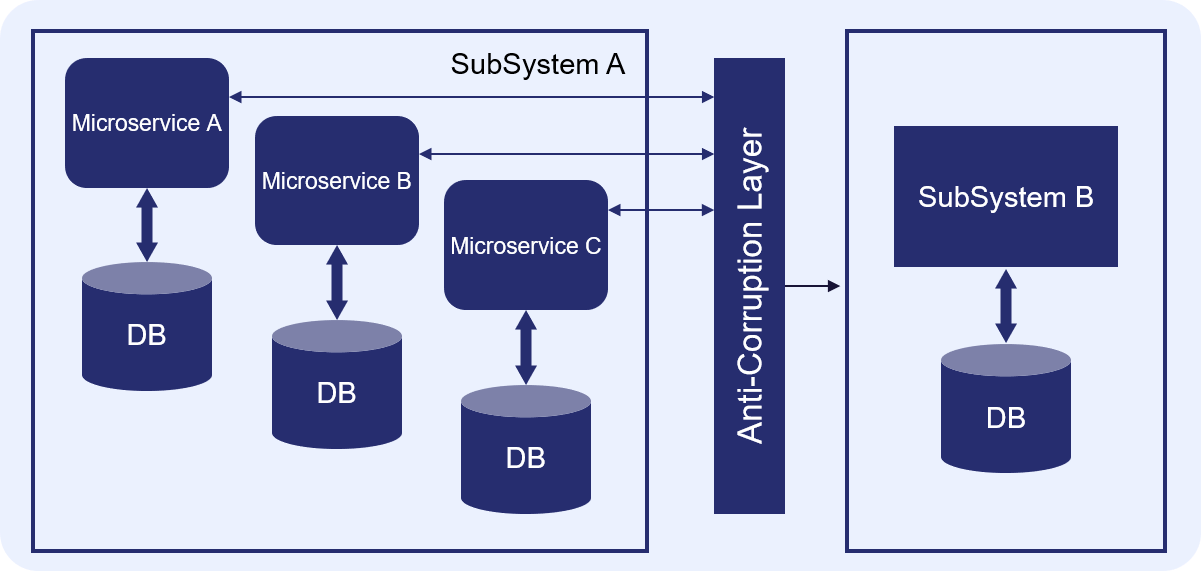 SubSystem A
Microservice A
Microservice B
Microservice C
DB
DB
DB
Anti-Corruption Layer
SubSystem B
DB